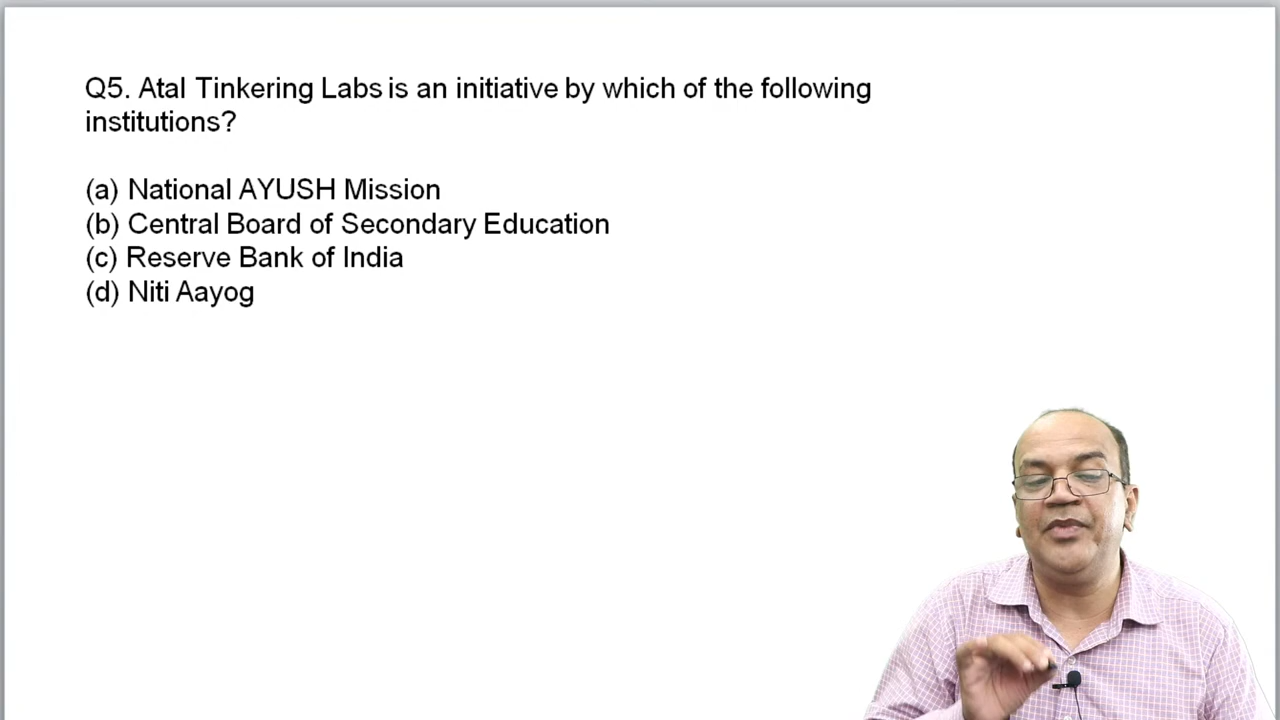 Q5. Atal Tinkering Labs is an initiative by which of the following
institutions?
(a) National AYUSH Mission
(b) Central Board of Secondary Education
(c) Reserve Bank of India
(d) Niti Aayog